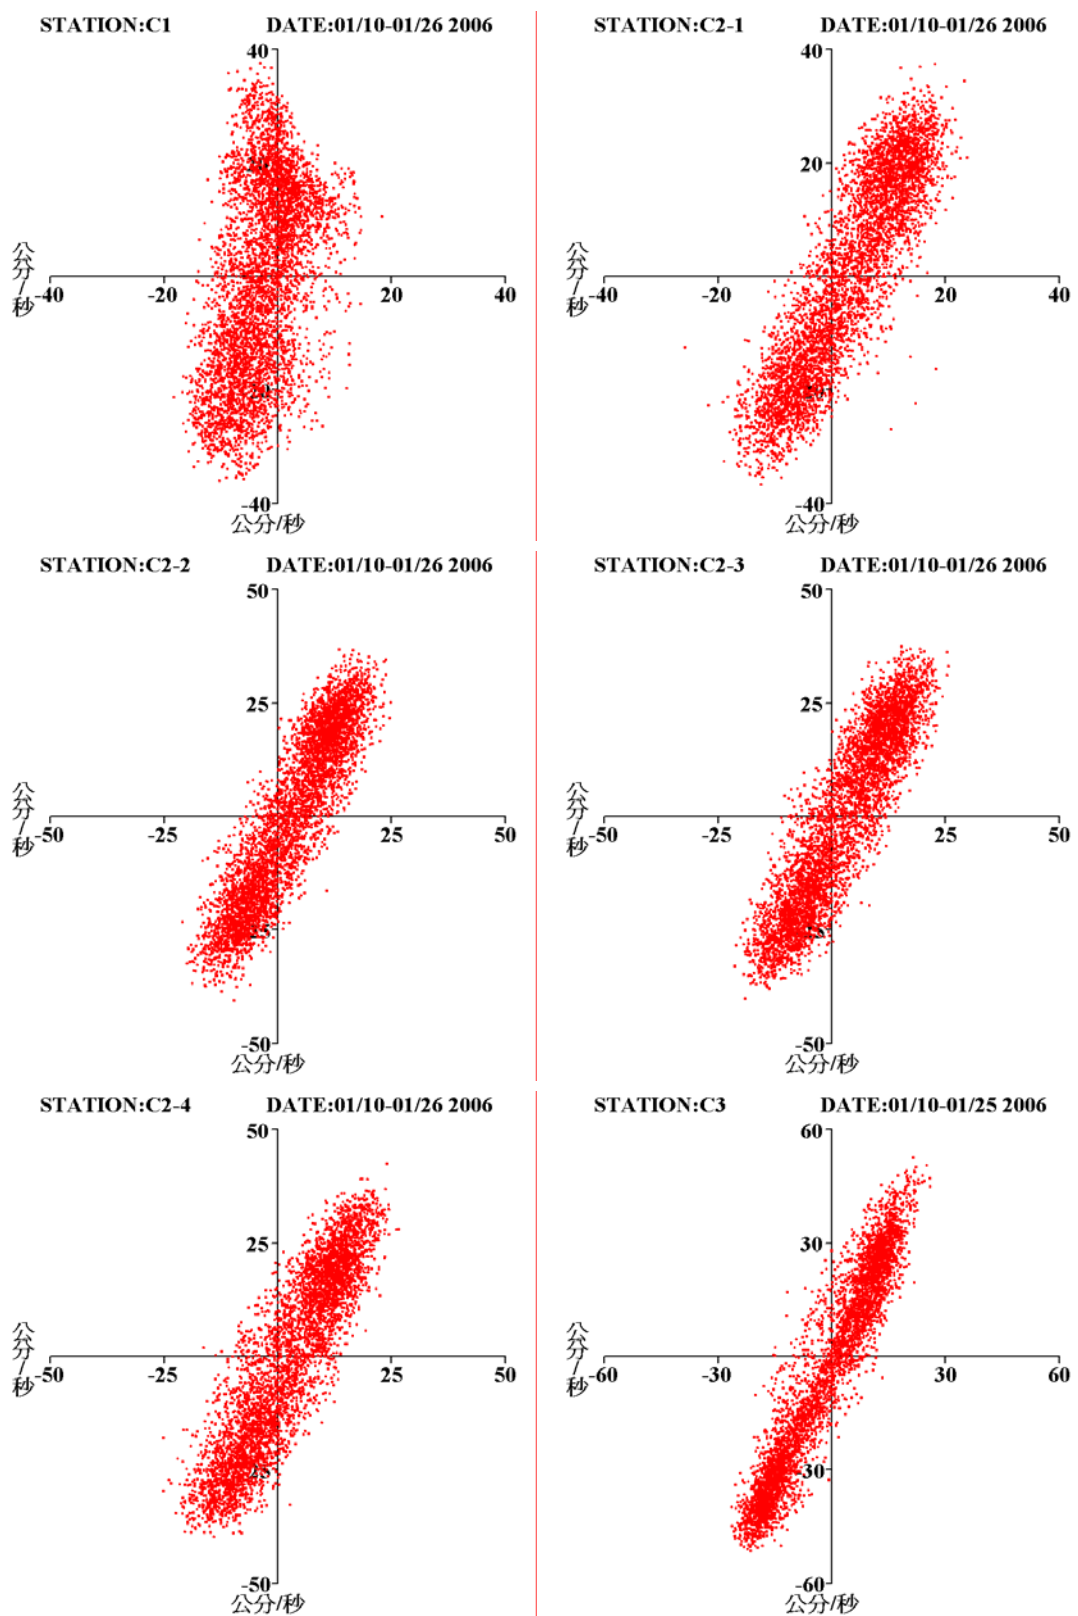 STATION:C1 DATE:01/10-01/26 2006
40
20
公分/秒
-40 -20 20 40
-20
-40
公分/秒
STATION:C2-1 DATE:01/10-01/26 2006
40
20
公分/秒
-40 -20 20 40
-20
-40
公分/秒
STATION:C2-2 DATE:01/10-01/26 2006
50
25
公分/秒
-50 -25 25 50
-25
-50
公分/秒
STATION:C2-3 DATE:01/10-01/26 2006
50
25
公分/秒
-50 -25 25 50
-25
-50
公分/秒
STATION:C2-4 DATE:01/10-01/26 2006
50
25
公分/秒
-50 -25 25 50
-25
-50
公分/秒
STATION:C3 DATE:01/10-01/25 2006
60
30
公分/秒
-60 -30 30 60
-30
-60
公分/秒